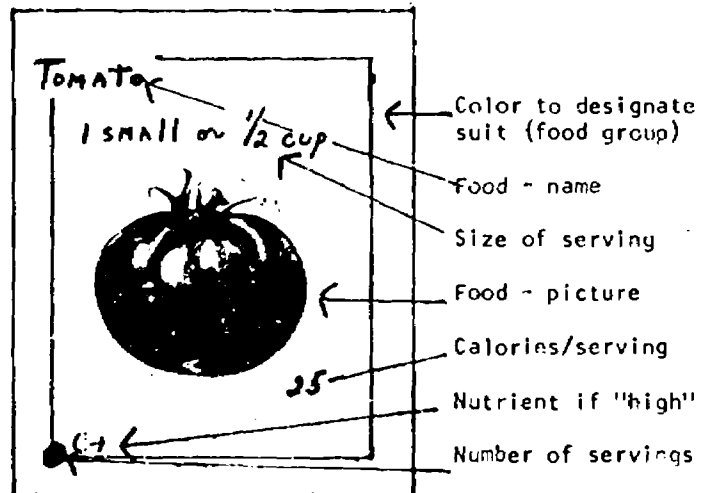 TOMATO
1 SMALL or 1/2 cup
25
C+
Color to designate
suit (food group)
Food - name
Size of serving
Food - picture
Calories/serving
Nutrient if "high"
Number of servings